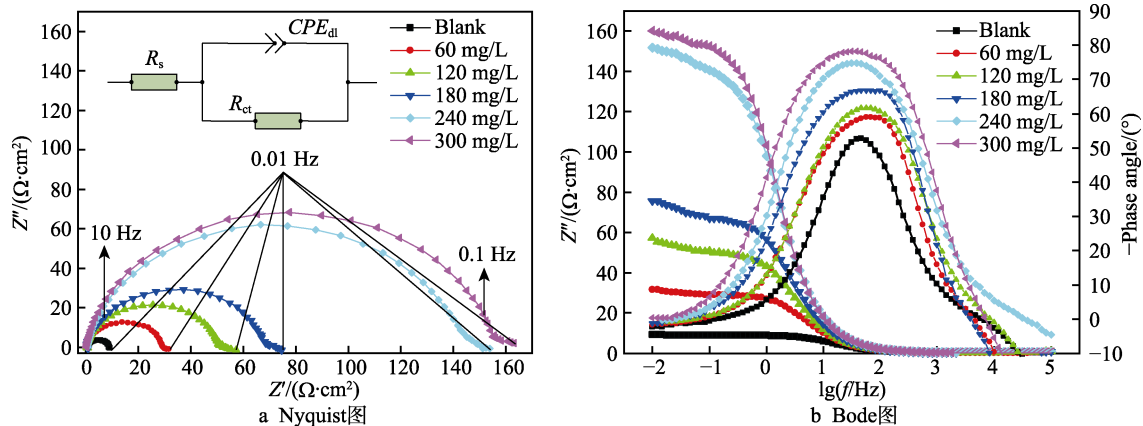 160
140
120
100
80
60
40
20
0
Z″/(Ω·cm²)
R_s
CPE_dl
R_ct
Blank
60 mg/L
120 mg/L
180 mg/L
240 mg/L
300 mg/L
0.01 Hz
10 Hz
0.1 Hz
0 20 40 60 80 100 120 140 160
Z′/(Ω·cm²)
a Nyquist图
160
140
120
100
80
60
40
20
0
Z″/(Ω·cm²)
Blank
60 mg/L
120 mg/L
180 mg/L
240 mg/L
300 mg/L
90
80
70
60
50
40
30
20
10
0
−10
−Phase angle/(°)
−2 −1 0 1 2 3 4 5
lg(f/Hz)
b Bode图